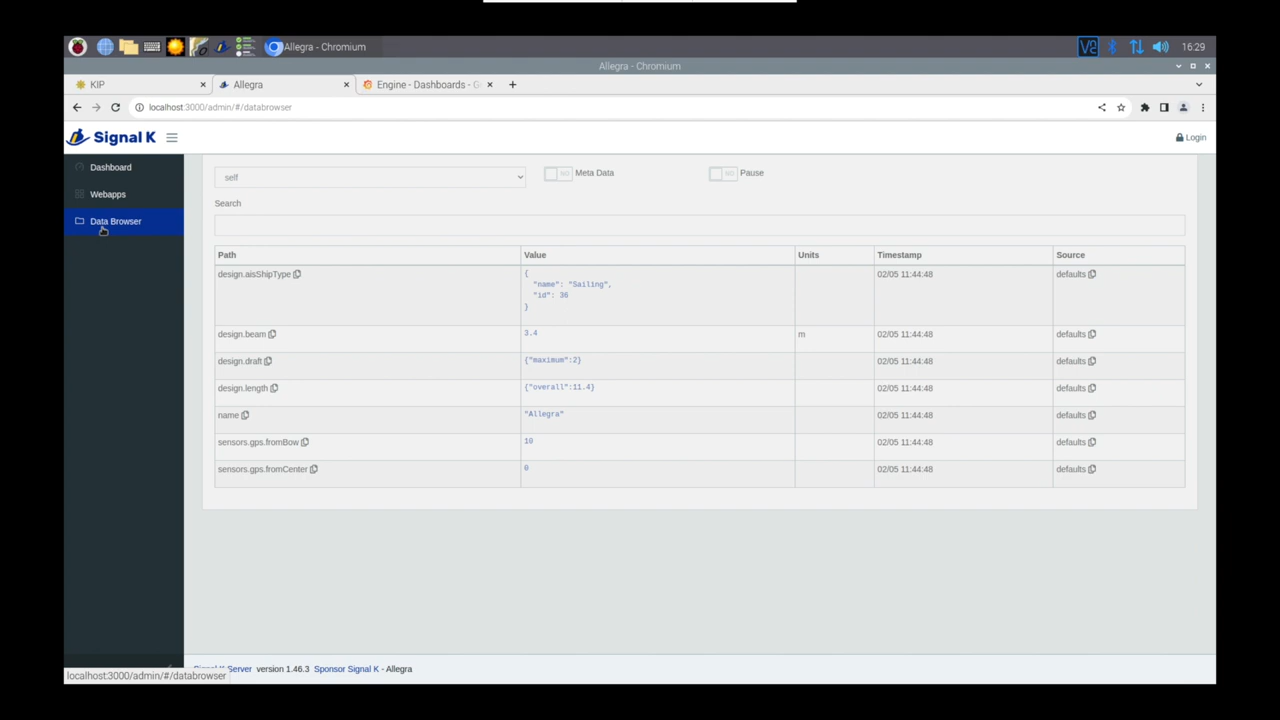 Allegra - Chromium
16:29
Allegra - Chromium
KIP
Allegra
Engine - Dashboards - G
localhost:3000/admin/#/databrowser
Signal K
Login
Dashboard
Webapps
Data Browser
self
NO Meta Data
NO Pause
Search
Path Value Units Timestamp Source
design.aisShipType { 02/05 11:44:48 defaults
"name": "Sailing",
"id": 36
}
design.beam 3.4 m 02/05 11:44:48 defaults
design.draft {"maximum":2} 02/05 11:44:48 defaults
design.length {"overall":11.4} 02/05 11:44:48 defaults
name "Allegra" 02/05 11:44:48 defaults
sensors.gps.fromBow 10 02/05 11:44:48 defaults
sensors.gps.fromCenter 0 02/05 11:44:48 defaults
Signal K Server version 1.46.3 Sponsor Signal K - Allegra
localhost:3000/admin/#/databrowser